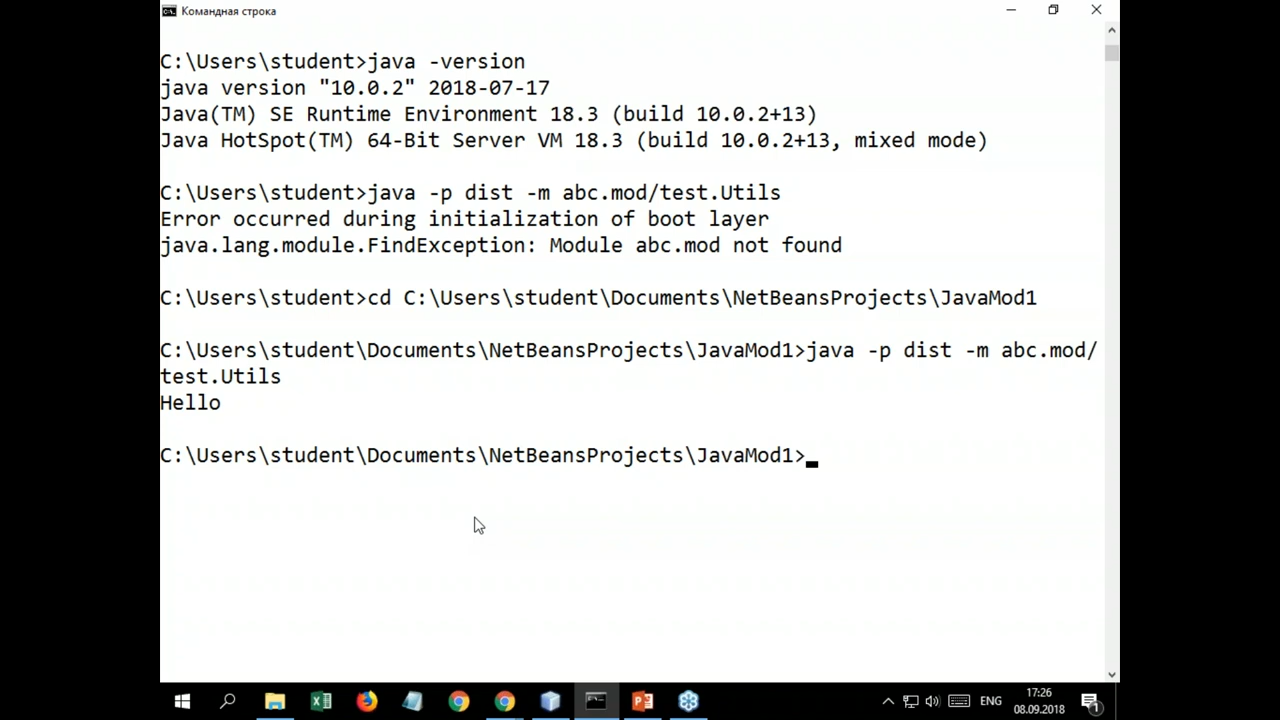 Командная строка
C:\Users\student>java -version
java version "10.0.2" 2018-07-17
Java(TM) SE Runtime Environment 18.3 (build 10.0.2+13)
Java HotSpot(TM) 64-Bit Server VM 18.3 (build 10.0.2+13, mixed mode)
C:\Users\student>java -p dist -m abc.mod/test.Utils
Error occurred during initialization of boot layer
java.lang.module.FindException: Module abc.mod not found
C:\Users\student>cd C:\Users\student\Documents\NetBeansProjects\JavaMod1
C:\Users\student\Documents\NetBeansProjects\JavaMod1>java -p dist -m abc.mod/
test.Utils
Hello
C:\Users\student\Documents\NetBeansProjects\JavaMod1>
ENG
17:26
08.09.2018
1